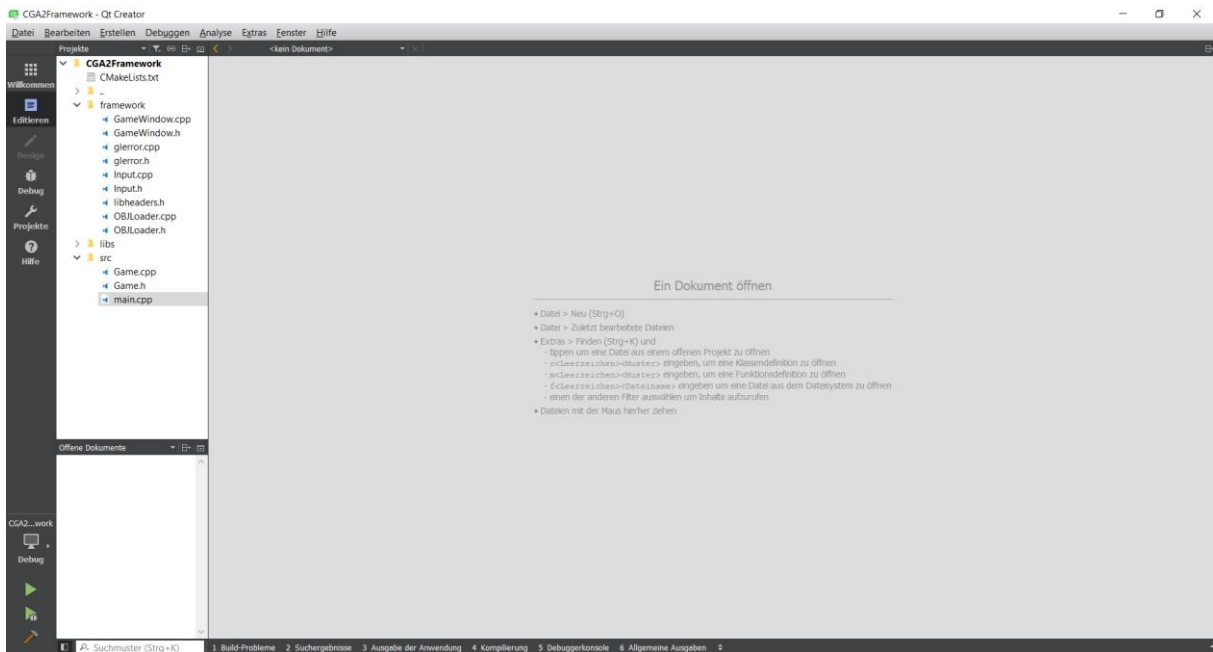 CGA2Framework - Qt Creator
Datei Bearbeiten Erstellen Debuggen Analyse Extras Fenster Hilfe
Projekte
<kein Dokument>
Willkommen
Editieren
Design
Debug
Projekte
Hilfe
CGA2Framework
CMakeLists.txt
..
framework
GameWindow.cpp
GameWindow.h
glerror.cpp
glerror.h
Input.cpp
Input.h
libheaders.h
OBJLoader.cpp
OBJLoader.h
libs
src
Game.cpp
Game.h
main.cpp
Ein Dokument öffnen
• Datei > Neu (Strg+O)
• Datei > Zuletzt bearbeitete Dateien
• Extras > Finden (Strg+K) und
- tippen um eine Datei aus einem offenen Projekt zu öffnen
- c<Leerzeichen><Muster> eingeben, um eine Klassendefinition zu öffnen
- m<Leerzeichen><Muster> eingeben, um eine Funktionsdefinition zu öffnen
- f<Leerzeichen><Dateiname> eingeben um eine Datei aus dem Dateisystem zu öffnen
- einen der anderen Filter auswählen um Inhalte aufzurufen
• Dateien mit der Maus hierher ziehen
Offene Dokumente
CGA2...work
Debug
Suchmuster (Strg+K)
1 Build-Probleme 2 Suchergebnisse 3 Ausgabe der Anwendung 4 Kompilierung 5 Debuggerkonsole 6 Allgemeine Ausgaben